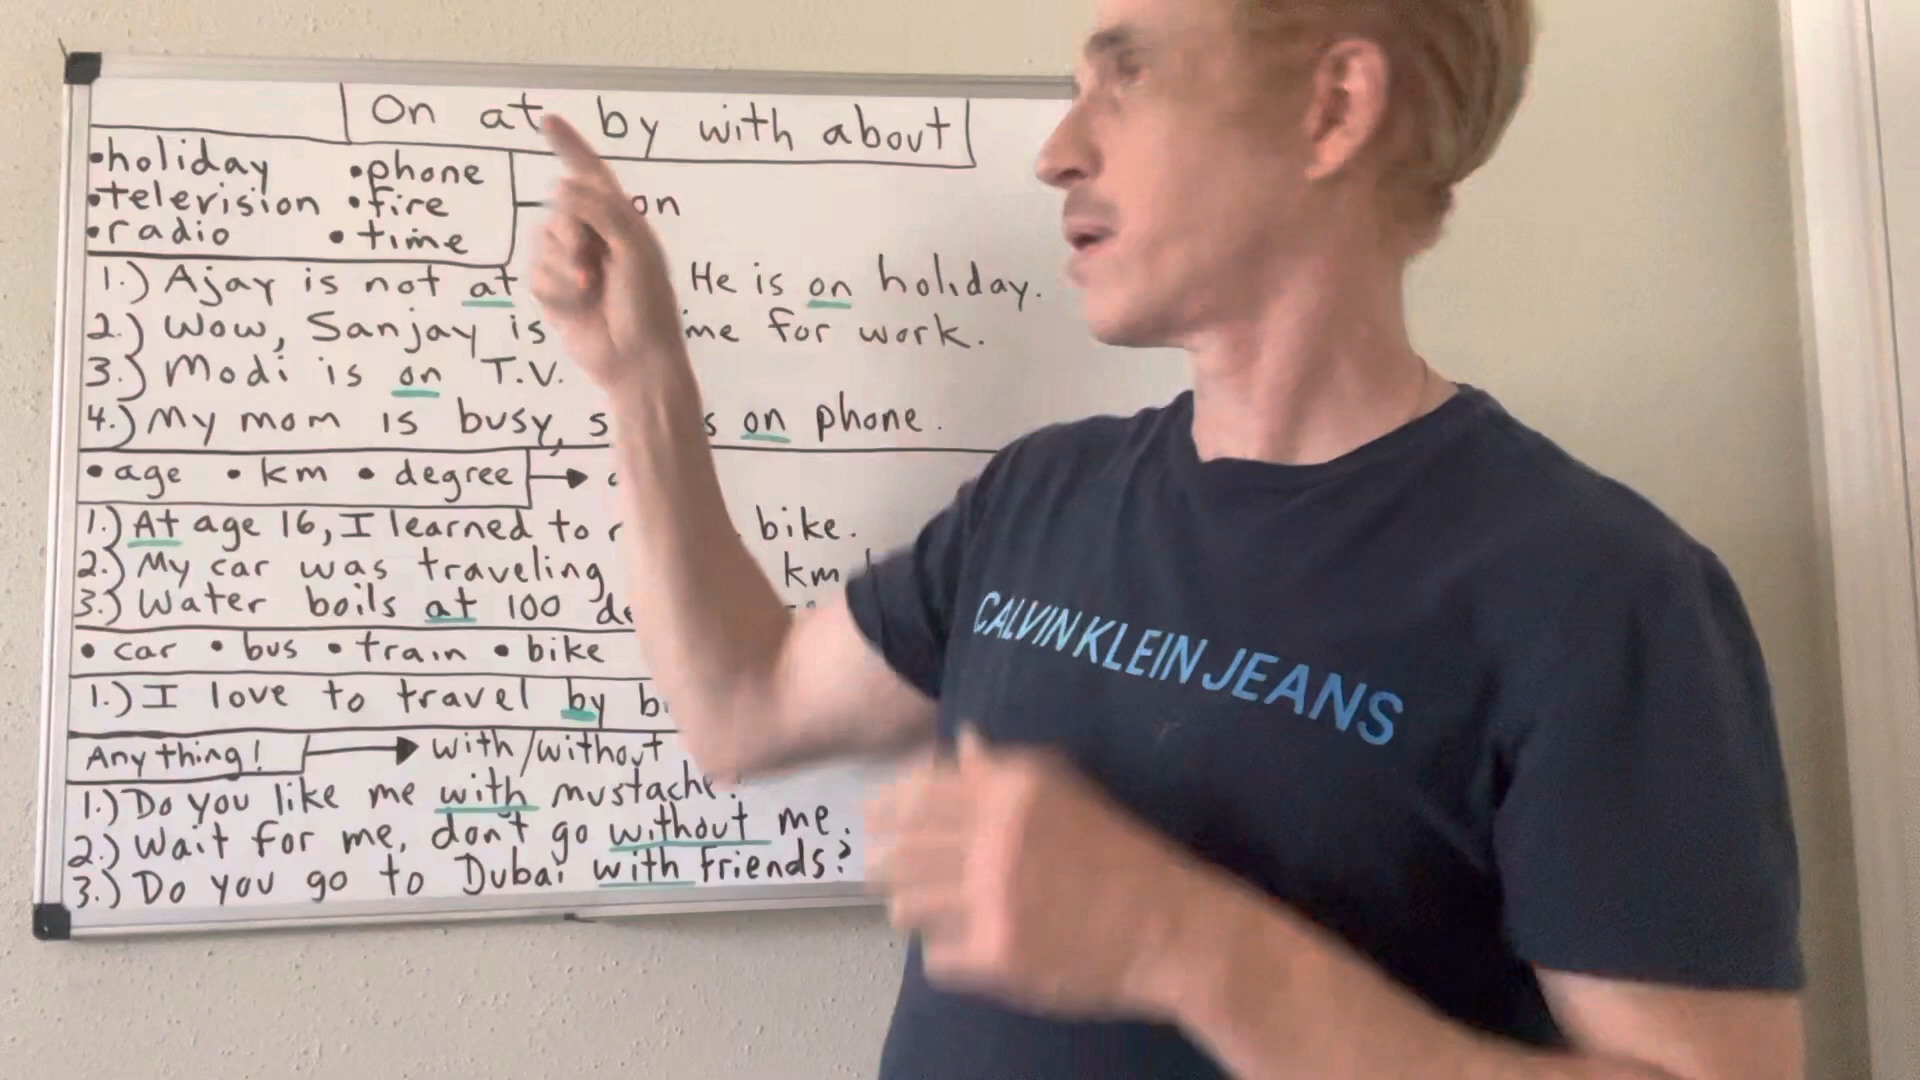 On at by with about
•holiday •phone
•television •fire
•radio •time
on
1.) Ajay is not at He is on holiday.
2.) Wow, Sanjay is me for work.
3.) Modi is on T.V.
4.) My mom is busy, s s on phone.
•age •km •degree
1.) At age 16, I learned to bike.
2.) My car was traveling km
3.) Water boils at 100
•car •bus •train •bike
1.) I love to travel by
Anything! with/without
1.) Do you like me with mustache?
2.) Wait for me, don't go without me.
3.) Do you go to Dubai with friends?
CALVIN KLEIN JEANS